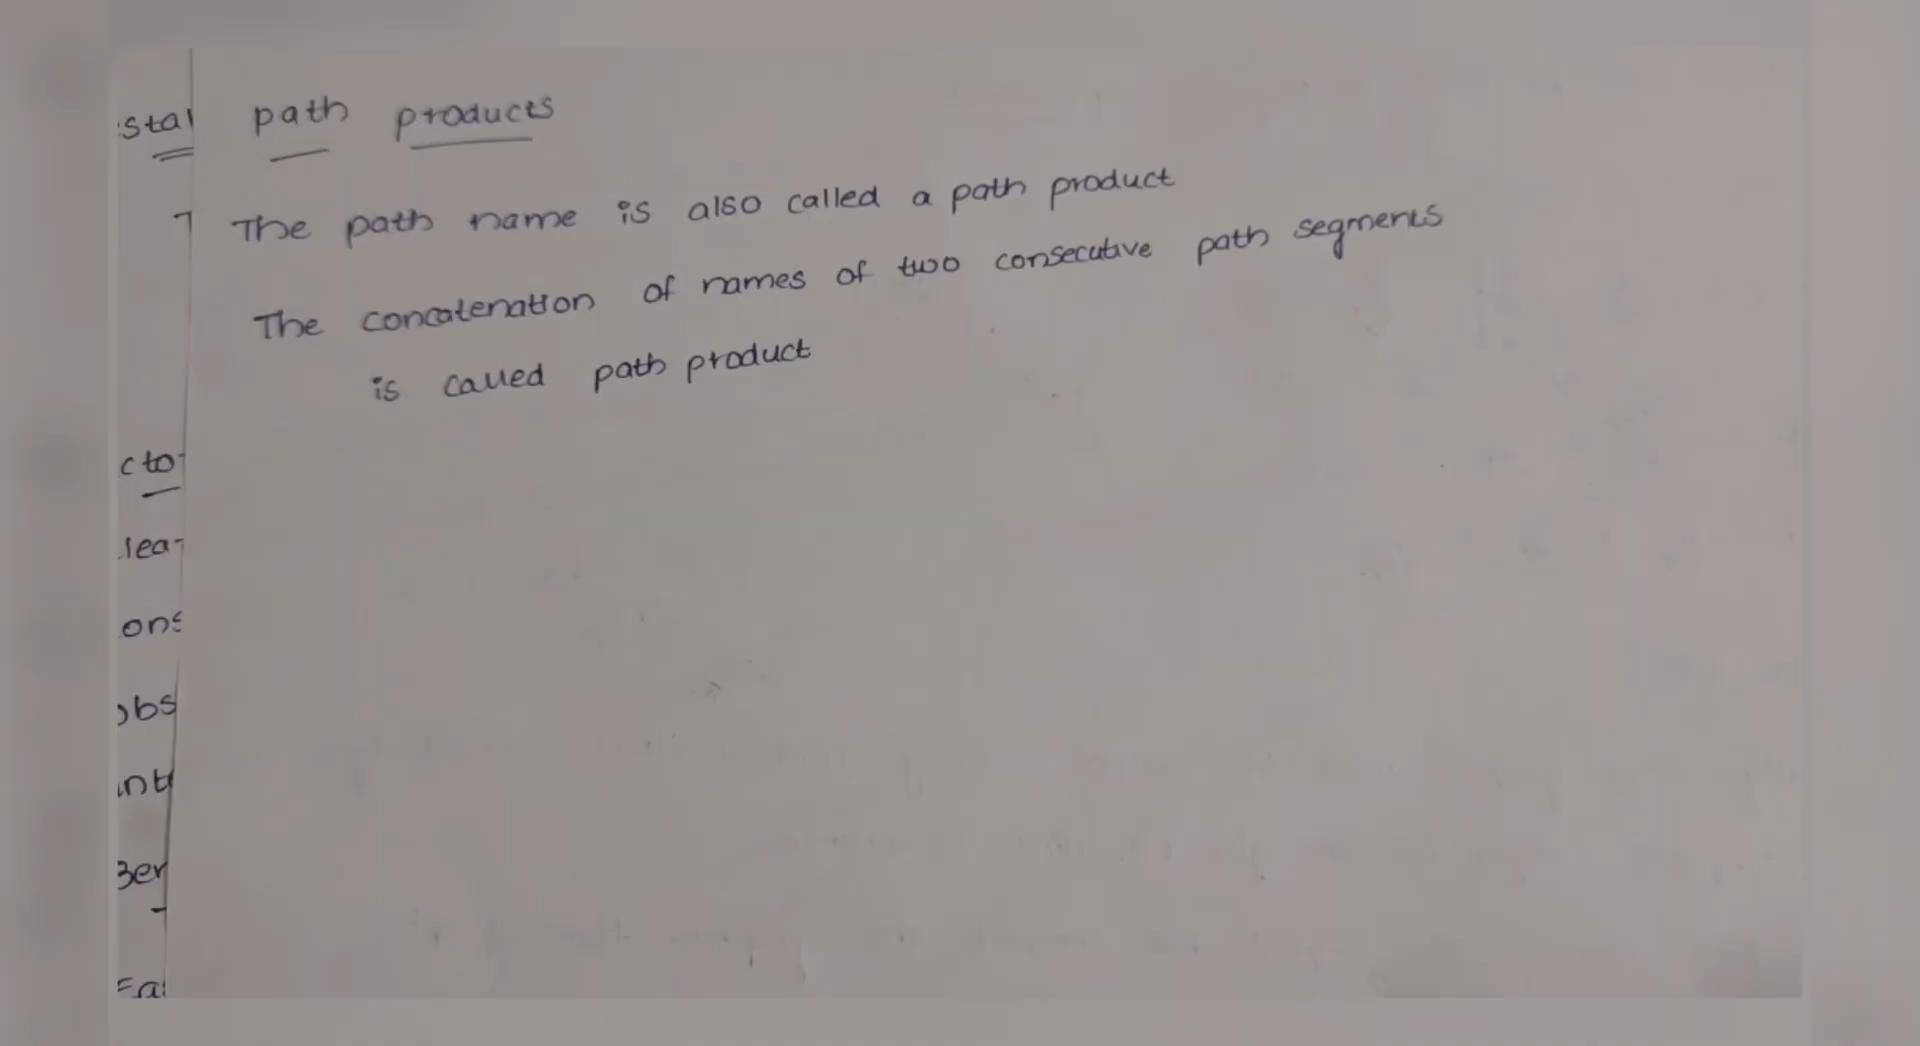 path products
The path name is also called a path product
The concatenation of names of two consecutive path segments
is called path product